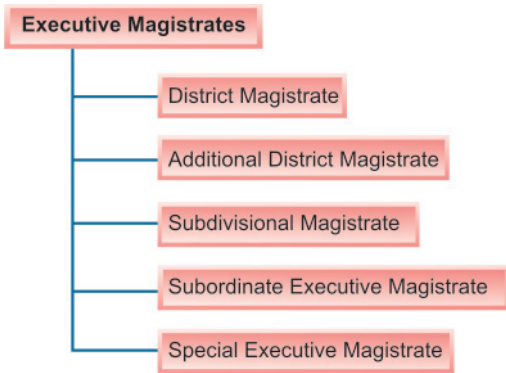 Executive Magistrates
District Magistrate
Additional District Magistrate
Subdivisional Magistrate
Subordinate Executive Magistrate
Special Executive Magistrate